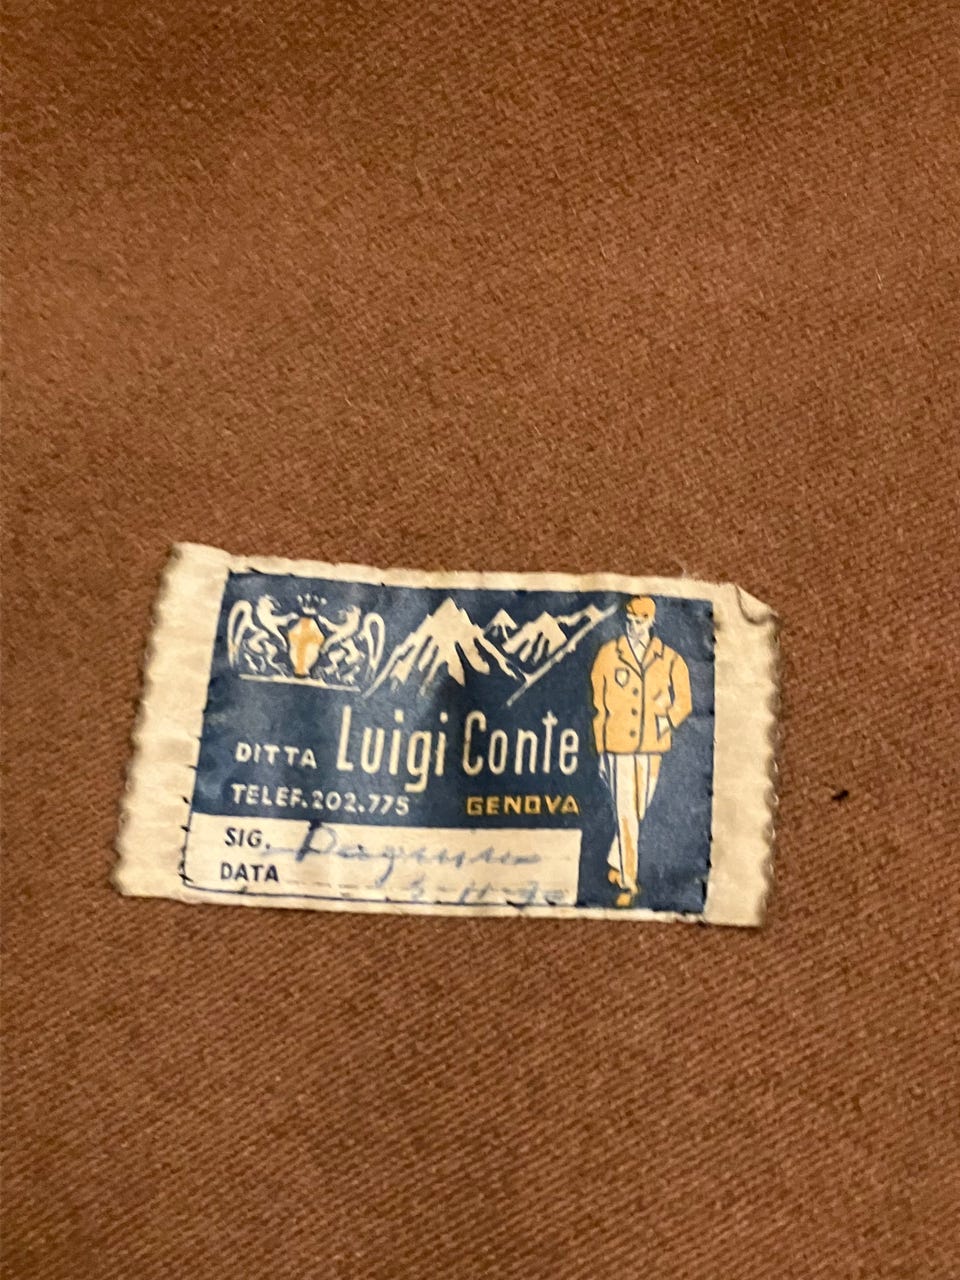 DITTA Luigi Conte
TELEF. 202.775 GENOVA
SIG.
DATA